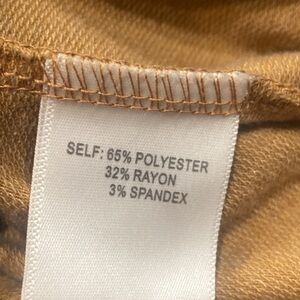 SELF: 65% POLYESTER
32% RAYON
3% SPANDEX